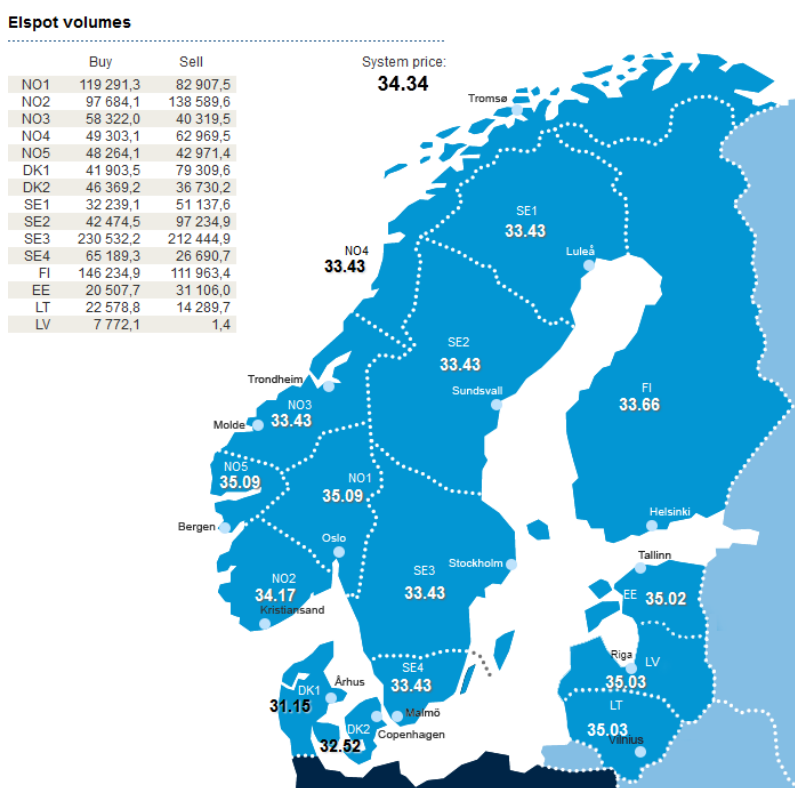 Elspot volumes
Buy Sell
NO1 119 291,3 82 907,5
NO2 97 684,1 138 589,6
NO3 58 322,0 40 319,5
NO4 49 303,1 62 969,5
NO5 48 264,1 42 971,4
DK1 41 903,5 79 309,6
DK2 46 369,2 36 730,2
SE1 32 239,1 51 137,6
SE2 42 474,5 97 234,9
SE3 230 532,2 212 444,9
SE4 65 189,3 26 690,7
FI 146 234,9 111 963,4
EE 20 507,7 31 106,0
LT 22 578,8 14 289,7
LV 7 772,1 1,4
System price:
34.34
Tromsø
SE1
33.43
Luleå
NO4
33.43
SE2
33.43
Sundsvall
Trondheim
NO3
33.43
Molde
FI
33.66
NO5
35.09
NO1
35.09
Bergen
Oslo
Helsinki
Stockholm
Tallinn
SE3
33.43
NO2
34.17
Kristiansand
EE 35.02
Riga
LV
35.03
SE4
33.43
Århus
DK1
31.15
LT
35.03
Vilnius
Malmö
DK2
32.52
Copenhagen